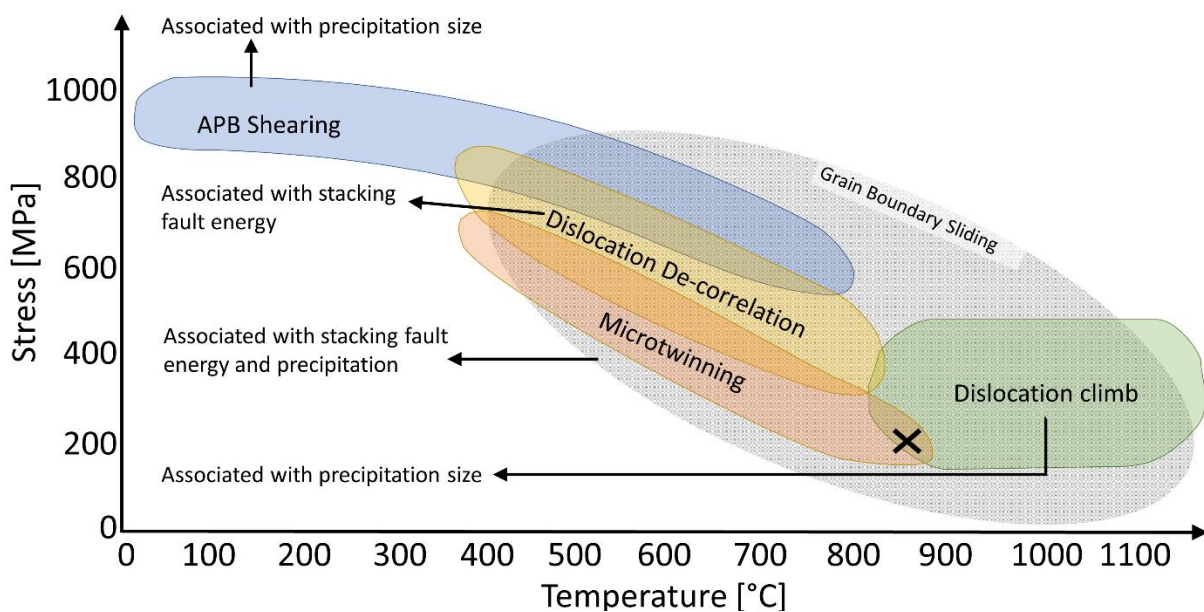 Associated with precipitation size
1000
APB Shearing
800
Associated with stacking
fault energy
Grain Boundary Sliding
Dislocation De-correlation
600
Stress [MPa]
Microtwinning
Associated with stacking fault
energy and precipitation
400
Dislocation climb
200
Associated with precipitation size
0
0 100 200 300 400 500 600 700 800 900 1000 1100
Temperature [°C]